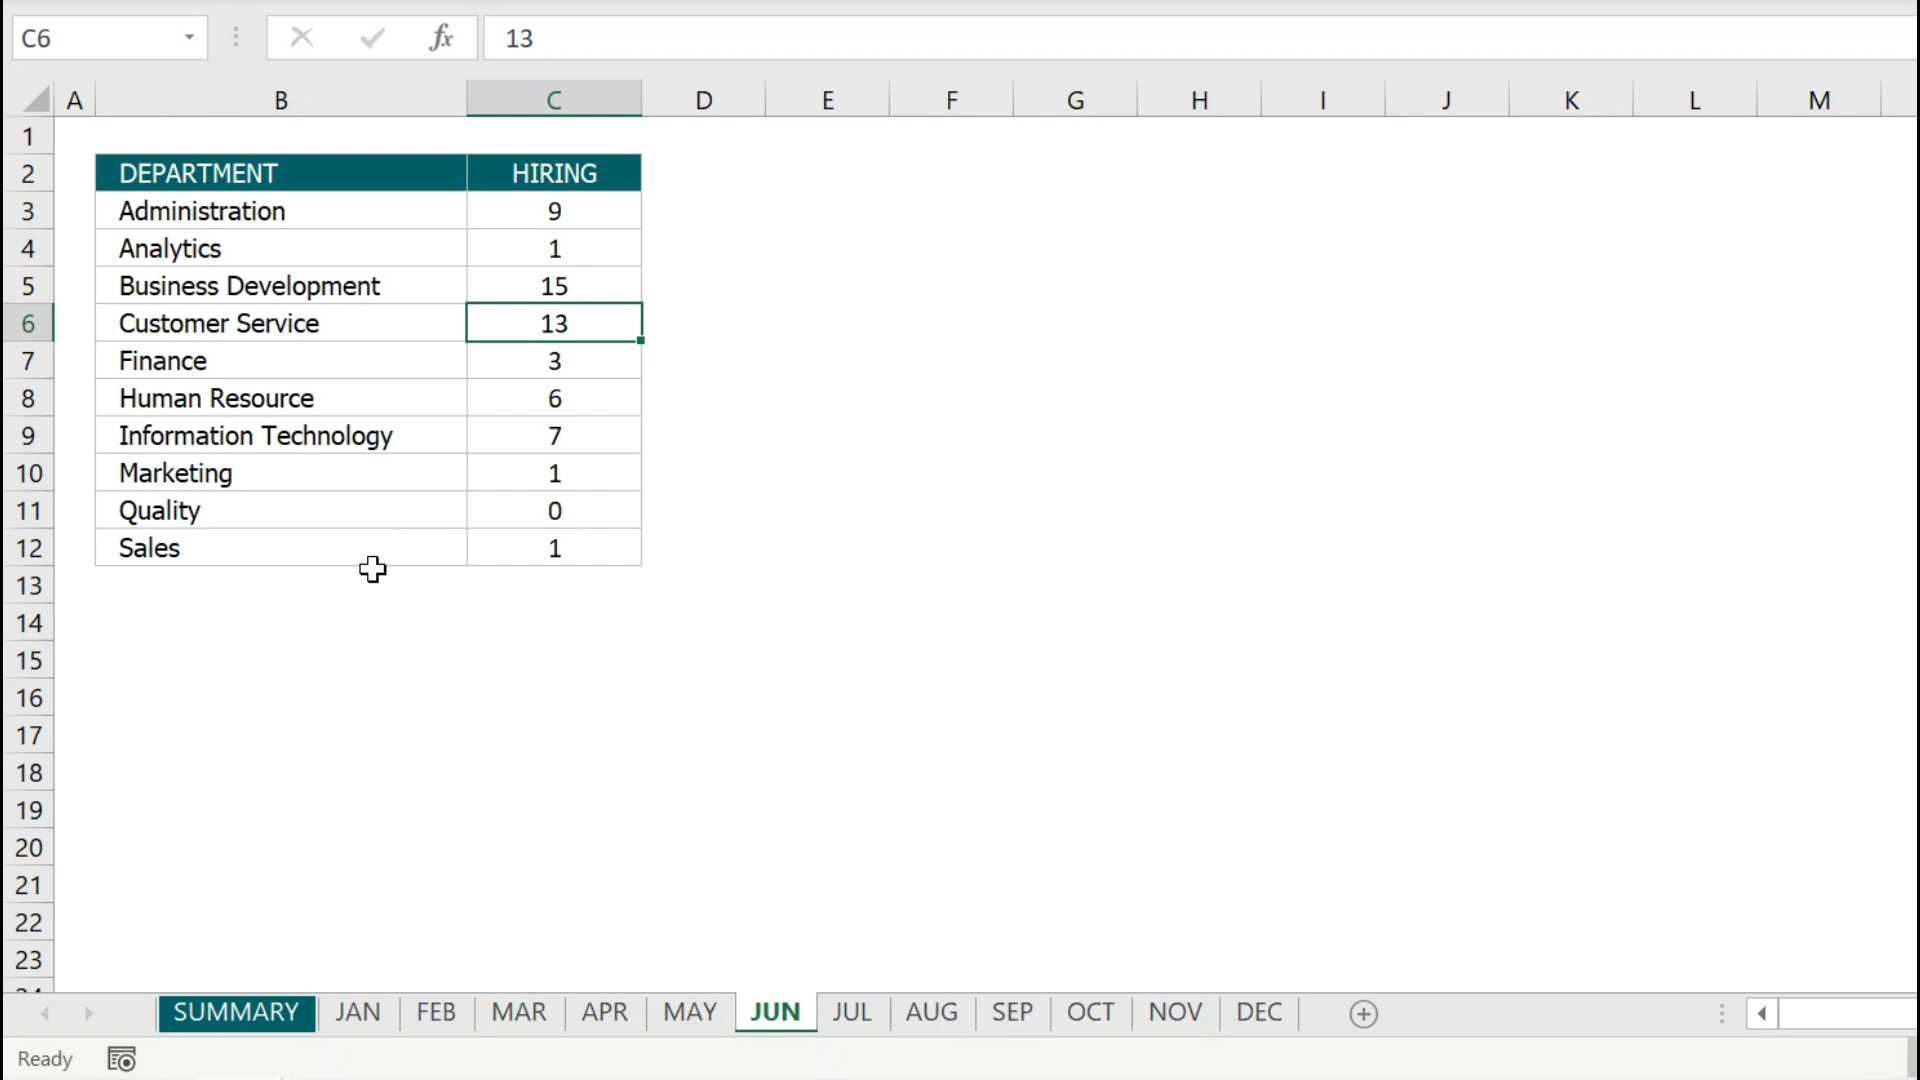 C6 fx 13
A B C D E F G H I J K L M
1
2 DEPARTMENT HIRING
3 Administration 9
4 Analytics 1
5 Business Development 15
6 Customer Service 13
7 Finance 3
8 Human Resource 6
9 Information Technology 7
10 Marketing 1
11 Quality 0
12 Sales 1
13
14
15
16
17
18
19
20
21
22
23
SUMMARY JAN FEB MAR APR MAY JUN JUL AUG SEP OCT NOV DEC
Ready